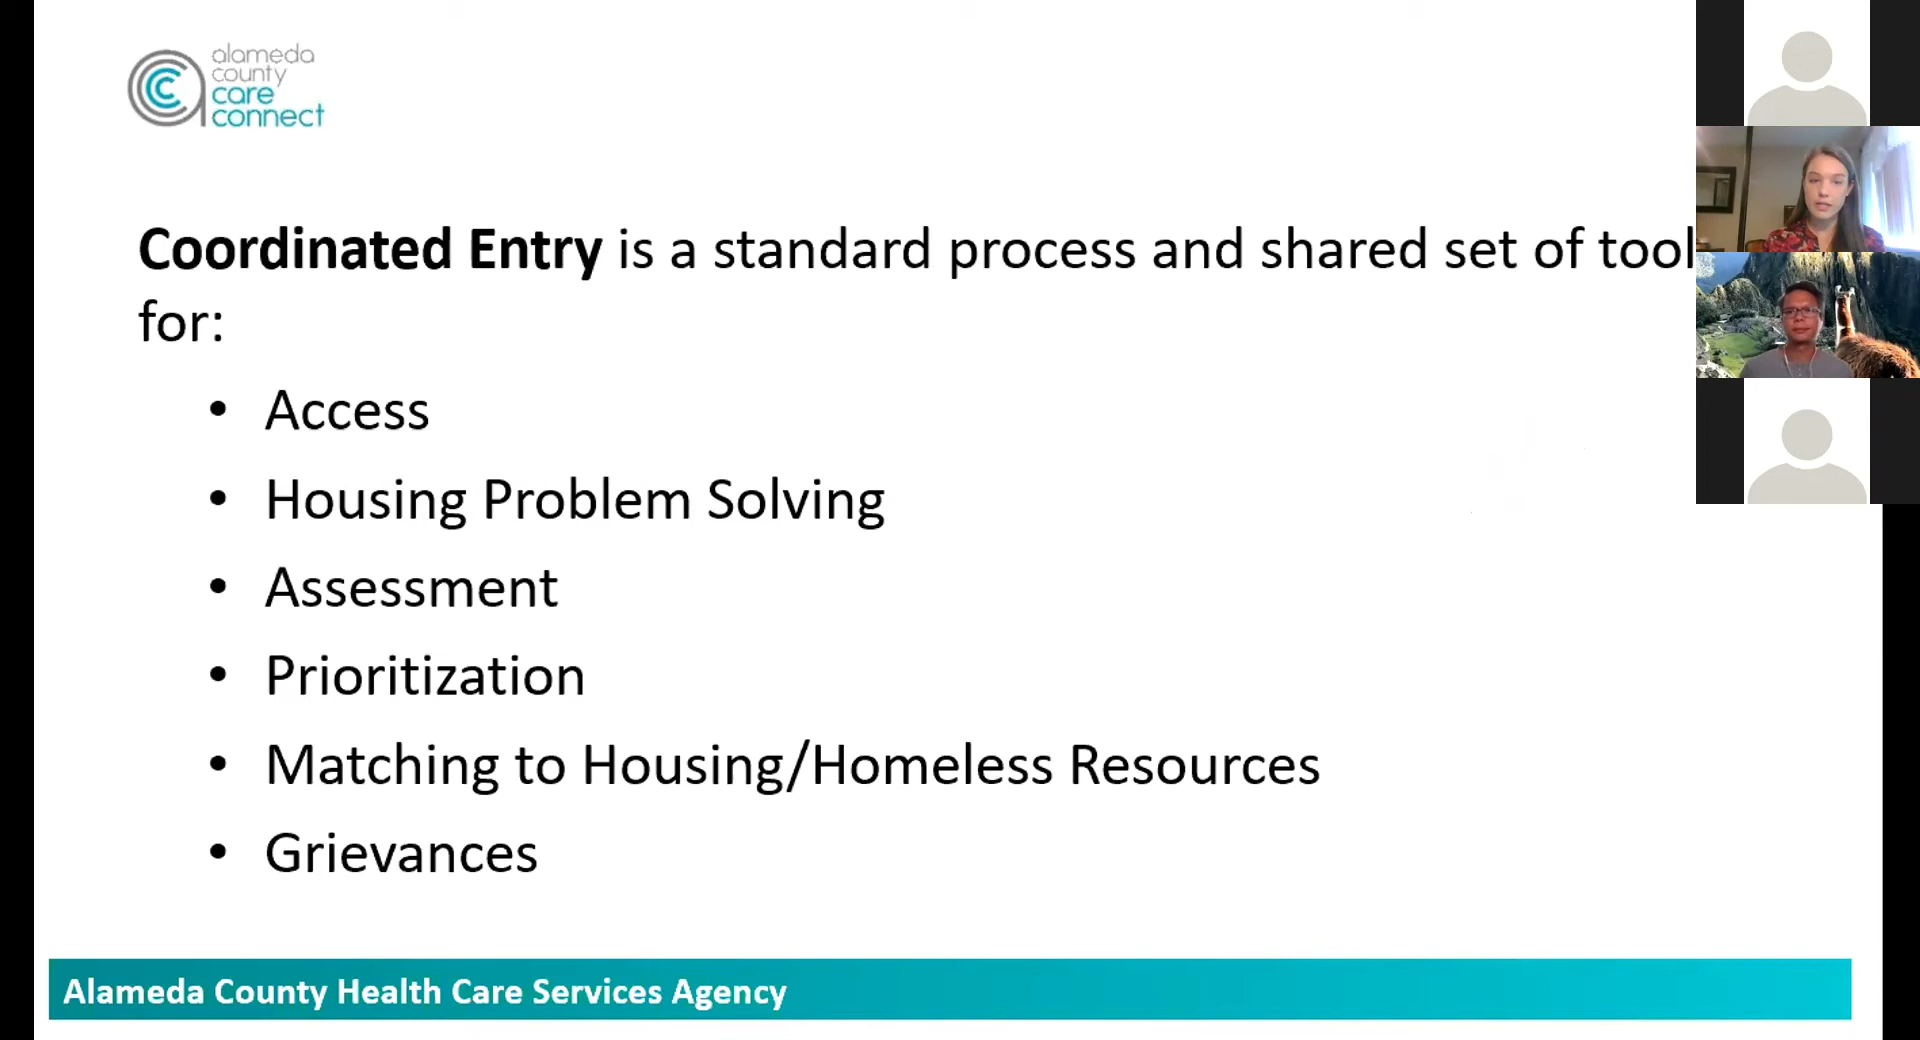 alameda
county
care
connect
Coordinated Entry is a standard process and shared set of tool
for:
• Access
• Housing Problem Solving
• Assessment
• Prioritization
• Matching to Housing/Homeless Resources
• Grievances
Alameda County Health Care Services Agency